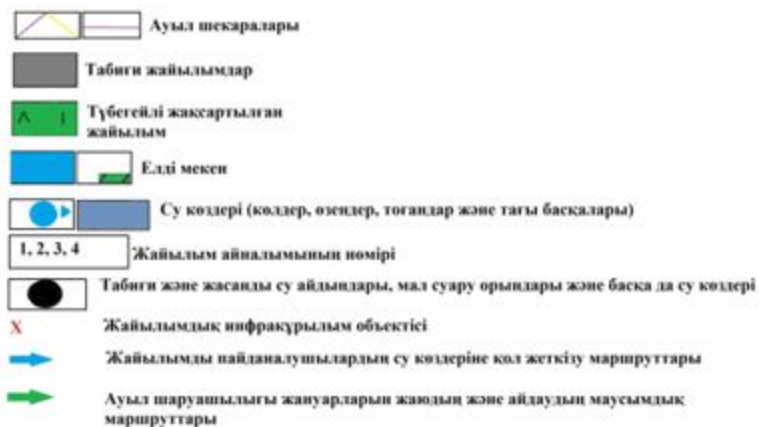 Ауыл шекаралары
Табиғи жайылымдар
Түбегейлі жақсартылған
жайылым
Елді мекен
Су көздері (көлдер, өзендер, тоғандар және тағы басқалары)
1, 2, 3, 4 Жайылым айналымының нөмірі
Табиғи және жасанды су айдындары, мал суару орындары және басқа да су көздері
X Жайылымдық инфрақұрылым объектісі
Жайылымды пайдаланушылардың су көздеріне қол жеткізу маршруттары
Ауыл шаруашылығы жануарларын жаюдың және айдаудың маусымдық
маршруттары